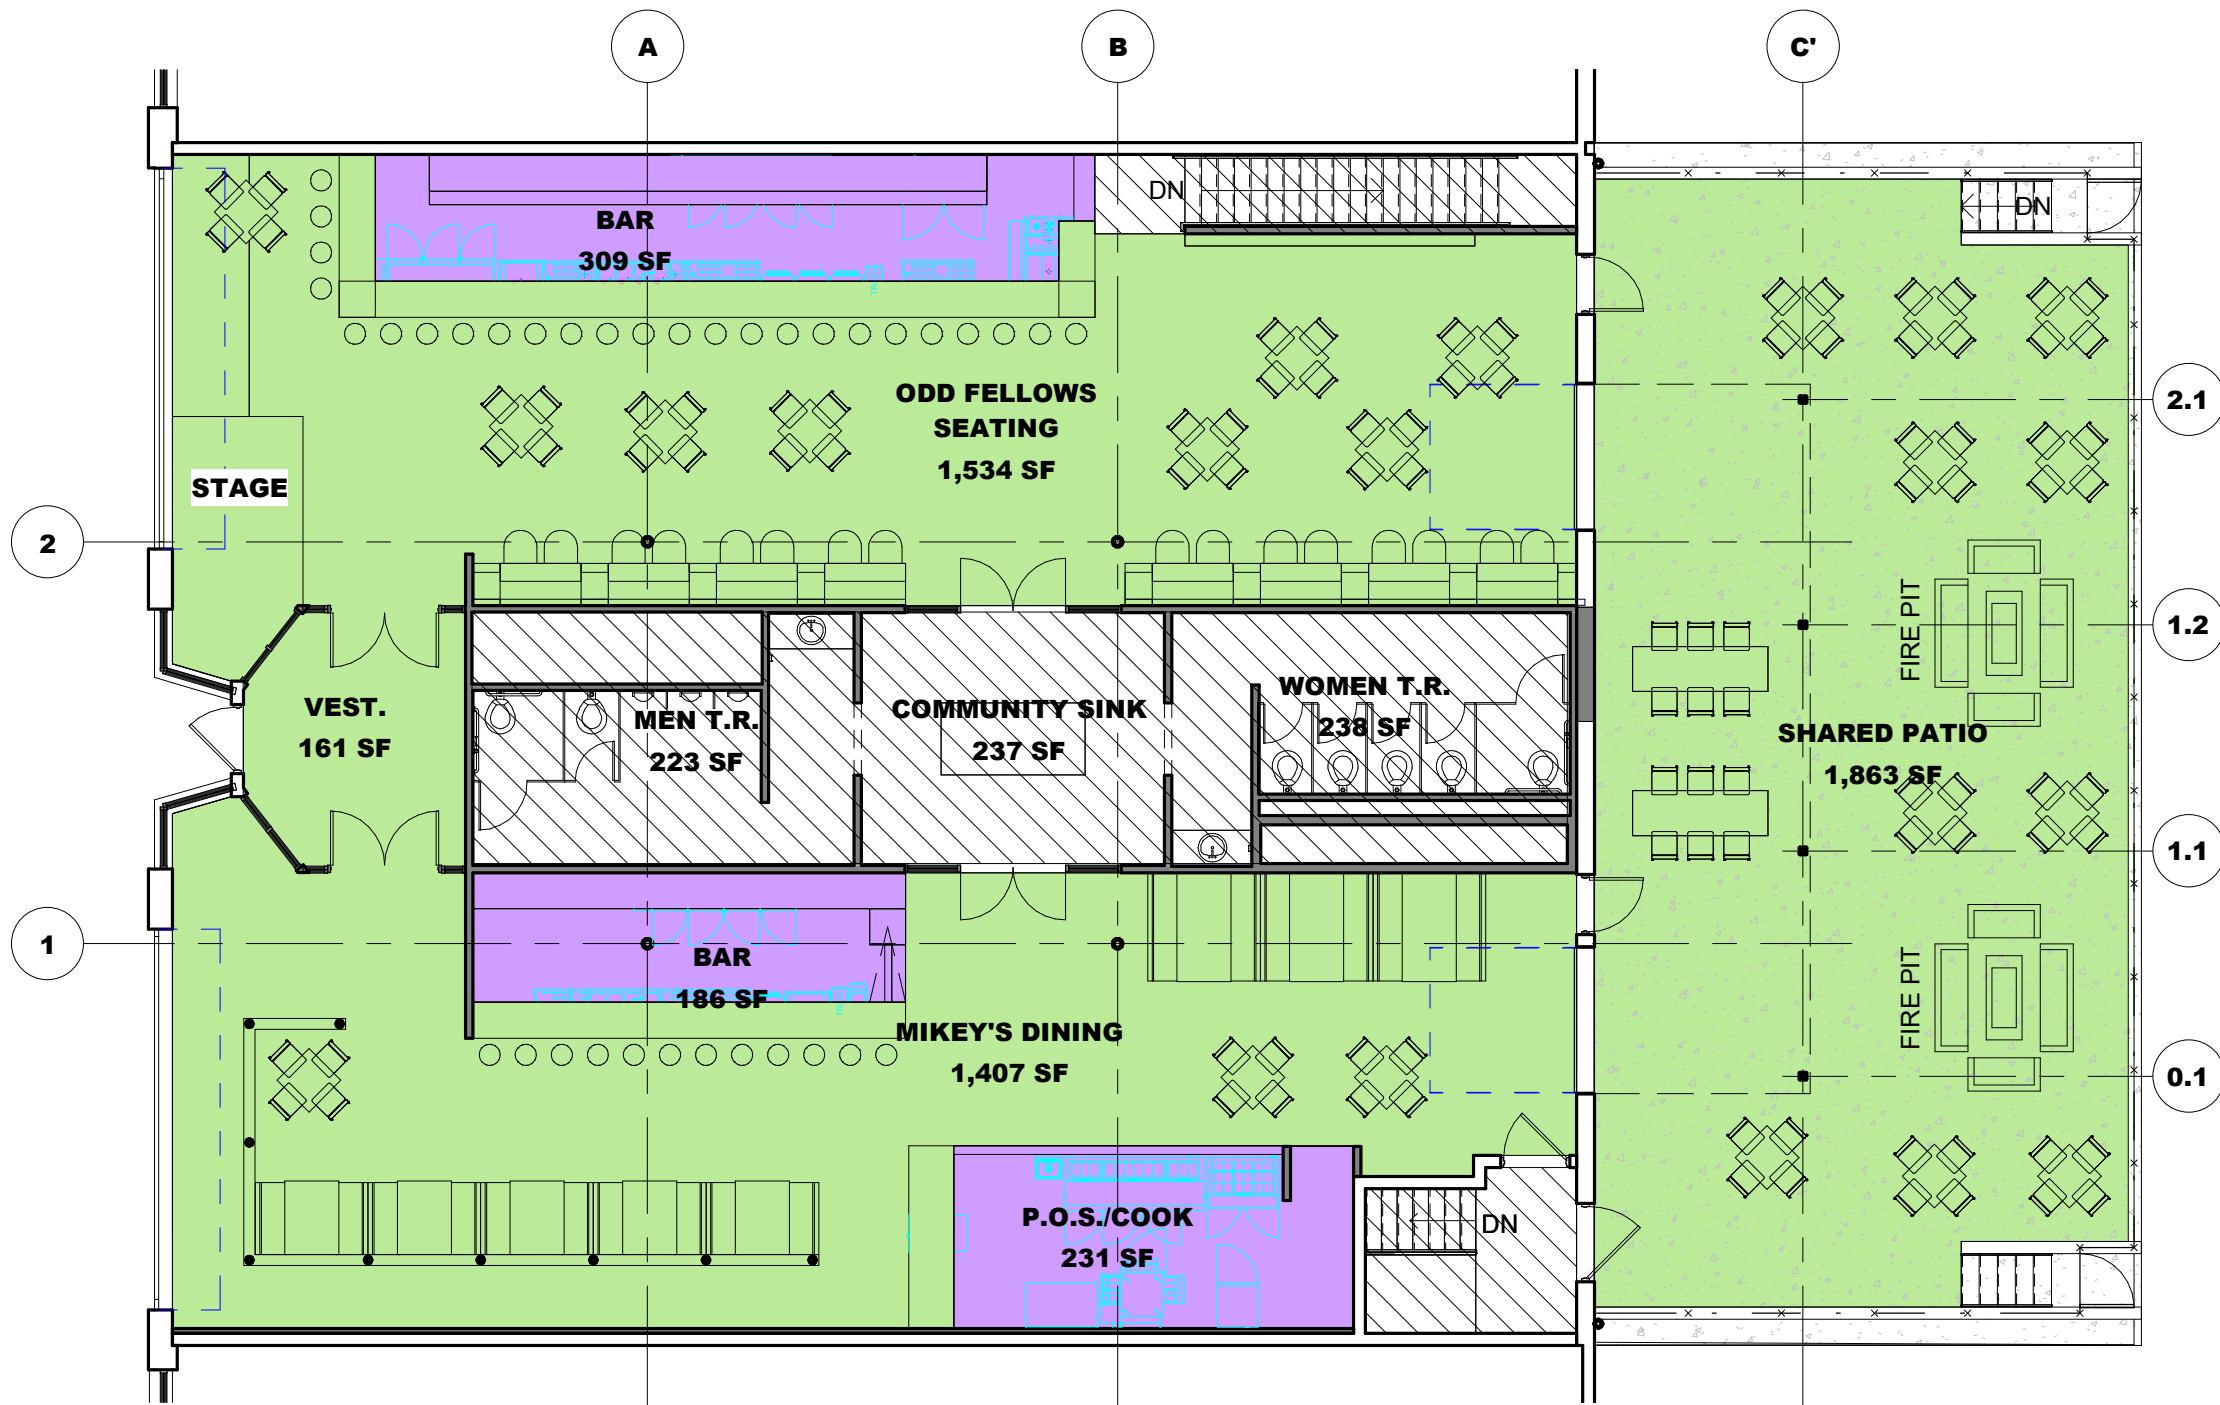 A
B
C'
DN
DN
BAR
309 SF
ODD FELLOWS
SEATING
1,534 SF
2.1
STAGE
2
1.2
FIRE PIT
VEST.
161 SF
MEN T.R.
223 SF
COMMUNITY SINK
237 SF
WOMEN T.R.
238 SF
SHARED PATIO
1,863 SF
1.1
1
BAR
186 SF
FIRE PIT
MIKEY'S DINING
1,407 SF
0.1
P.O.S./COOK
231 SF
DN